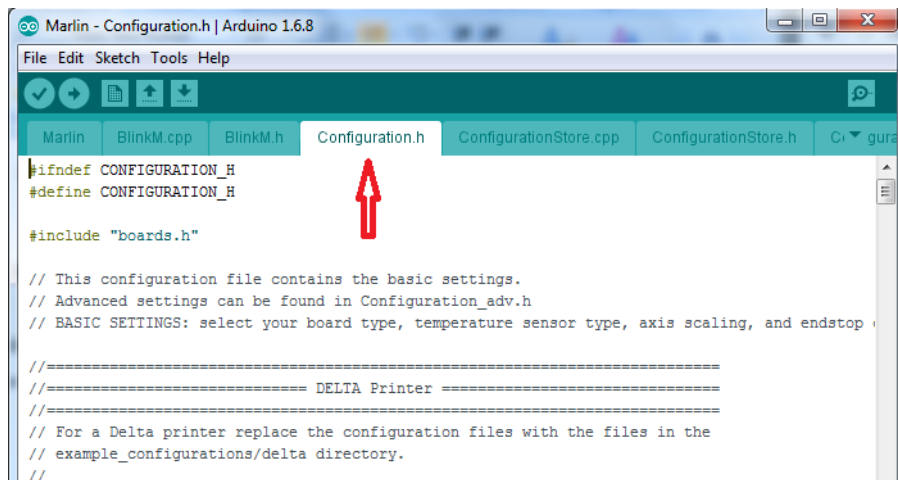 Marlin - Configuration.h | Arduino 1.6.8
File Edit Sketch Tools Help
Marlin BlinkM.cpp BlinkM.h Configuration.h ConfigurationStore.cpp ConfigurationStore.h
#ifndef CONFIGURATION_H
#define CONFIGURATION_H
#include "boards.h"
// This configuration file contains the basic settings.
// Advanced settings can be found in Configuration_adv.h
// BASIC SETTINGS: select your board type, temperature sensor type, axis scaling, and endstop
//===========================================================================
//============================= DELTA Printer ===============================
//===========================================================================
// For a Delta printer replace the configuration files with the files in the
// example_configurations/delta directory.
//